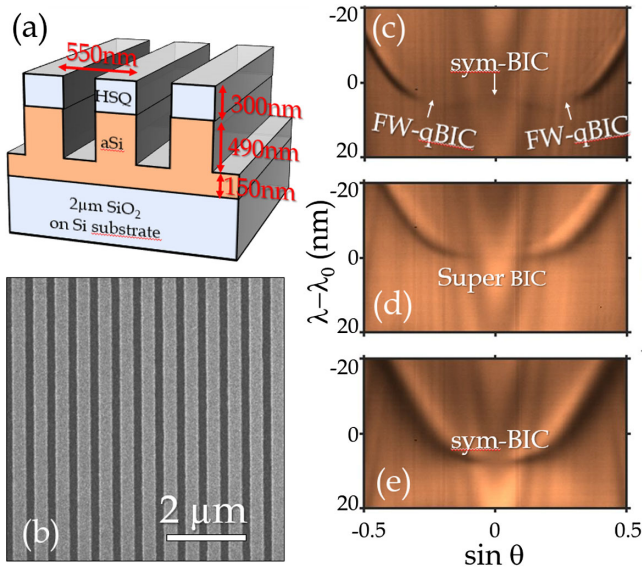 (a)
550nm
HSQ
300nm
aSi
490nm
150nm
2μm SiO₂
on Si substrate
(b)
2 μm
(c)
-20
0
20
sym-BIC
FW-qBIC
FW-qBIC
(d)
-20
0
20
λ−λ₀ (nm)
Super BIC
(e)
-20
0
20
sym-BIC
-0.5
0
0.5
sin θ